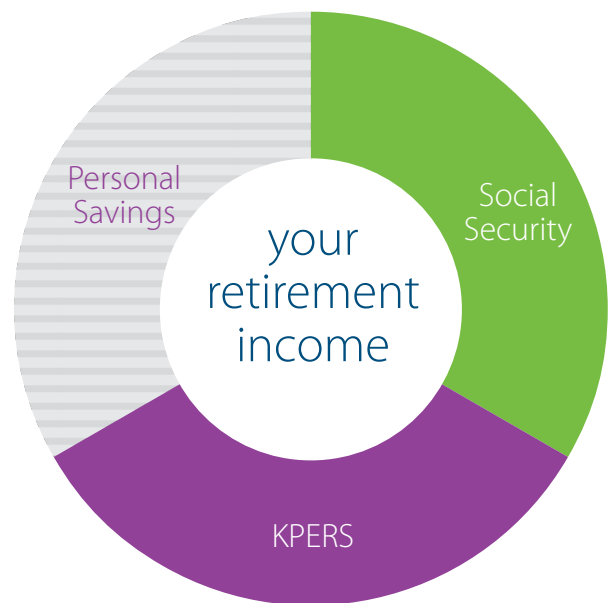 Personal
Savings
Social
Security
your
retirement
income
KPERS